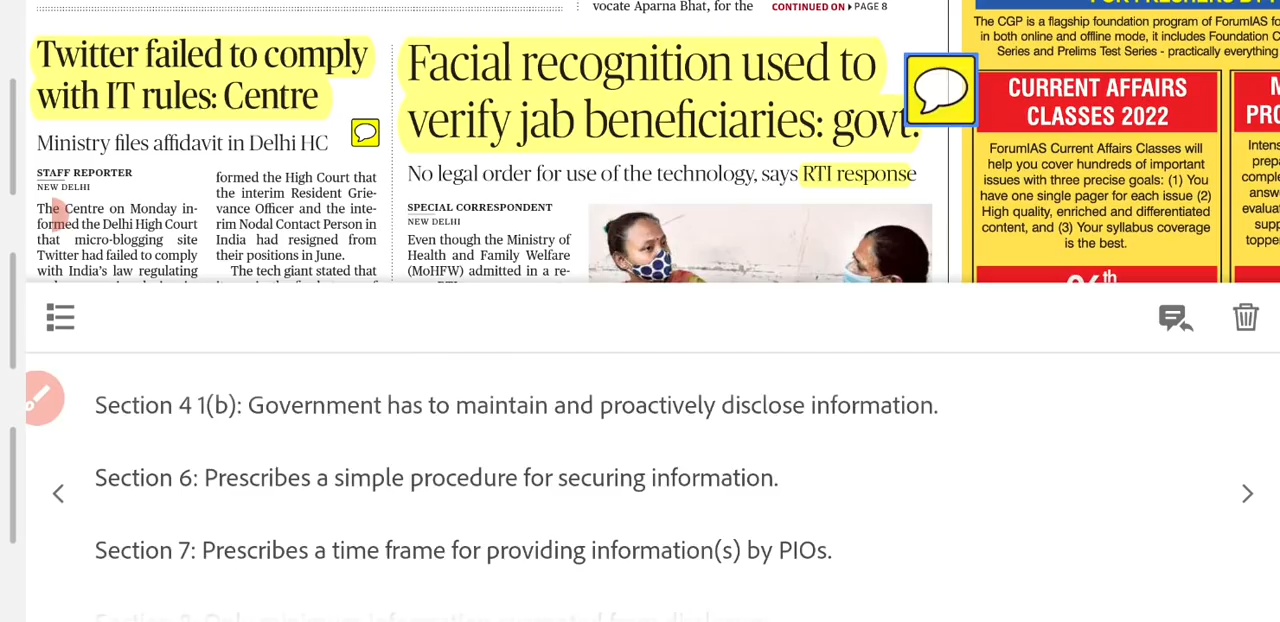 vocate Aparna Bhat, for the
CONTINUED ON ▸ PAGE 8
Twitter failed to comply
with IT rules: Centre
Ministry files affidavit in Delhi HC
STAFF REPORTER
NEW DELHI
The Centre on Monday in-
formed the Delhi High Court
that micro-blogging site
Twitter had failed to comply
with India's law regulating
formed the High Court that
the interim Resident Grie-
vance Officer and the inte-
rim Nodal Contact Person in
India had resigned from
their positions in June.
The tech giant stated that
Facial recognition used to
verify jab beneficiaries: govt.
No legal order for use of the technology, says RTI response
SPECIAL CORRESPONDENT
NEW DELHI
Even though the Ministry of
Health and Family Welfare
(MoHFW) admitted in a re-
The CGP is a flagship foundation program of ForumIAS fo
in both online and offline mode, it includes Foundation C
Series and Prelims Test Series - practically everything
CURRENT AFFAIRS
CLASSES 2022
ForumIAS Current Affairs Classes will
help you cover hundreds of important
issues with three precise goals: (1) You
have one single pager for each issue (2)
High quality, enriched and differentiated
content, and (3) Your syllabus coverage
is the best.
M
PRO
Intens
prepa
comple
an
evaluat
supp
toppe
Section 4 1(b): Government has to maintain and proactively disclose information.
Section 6: Prescribes a simple procedure for securing information.
Section 7: Prescribes a time frame for providing information(s) by PIOs.